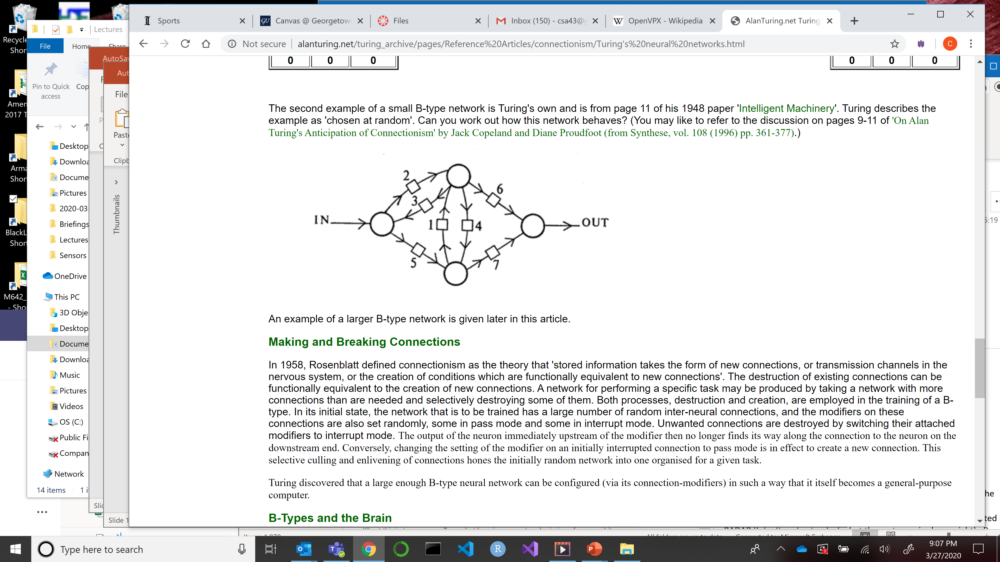 Sports
Canvas @ Georgetow
Files
Inbox (150) - csa43@g
OpenVPX - Wikipedia
AlanTuring.net Turing
Not secure
alanturing.net/turing_archive/pages/Reference%20Articles/connectionism/Turing's%20neural%20networks.html
C
0 0 0
0 0 0
The second example of a small B-type network is Turing's own and is from page 11 of his 1948 paper 'Intelligent Machinery'. Turing describes the
example as 'chosen at random'. Can you work out how this network behaves? (You may like to refer to the discussion on pages 9-11 of 'On Alan
Turing's Anticipation of Connectionism' by Jack Copeland and Diane Proudfoot (from Synthese, vol. 108 (1996) pp. 361-377).)
2
6
3
IN
1
4
OUT
5
7
An example of a larger B-type network is given later in this article.
Making and Breaking Connections
In 1958, Rosenblatt defined connectionism as the theory that 'stored information takes the form of new connections, or transmission channels in the
nervous system, or the creation of conditions which are functionally equivalent to new connections'. The destruction of existing connections can be
functionally equivalent to the creation of new connections. A network for performing a specific task may be produced by taking a network with more
connections than are needed and selectively destroying some of them. Both processes, destruction and creation, are employed in the training of a B-
type. In its initial state, the network that is to be trained has a large number of random inter-neural connections, and the modifiers on these
connections are also set randomly, some in pass mode and some in interrupt mode. Unwanted connections are destroyed by switching their attached
modifiers to interrupt mode. The output of the neuron immediately upstream of the modifier then no longer finds its way along the connection to the neuron on the
downstream end. Conversely, changing the setting of the modifier on an initially interrupted connection to pass mode is in effect to create a new connection. This
selective culling and enlivening of connections hones the initially random network into one organised for a given task.
Turing discovered that a large enough B-type neural network can be configured (via its connection-modifiers) in such a way that it itself becomes a general-purpose
computer.
B-Types and the Brain
Recycle
Shor
Amen
2017 T
Arma
Shor
BlackL
Shor
M642_
- Sho
Lectures
File
Home
Share
Pin to Quick
access
Cop
AutoSav
Aut
File
Paste
Clipb
Thumbnails
Desktop
Downloa
Docume
Pictures
2020-03-
Briefings
Lectures
Sensors
OneDrive
This PC
3D Obje
Desktop
Docume
Downloa
Music
Pictures
Videos
OS (C:)
Public Fi
Compan
Network
14 items
1 i
Slid
Slide 1
5:19
he
ted i
Type here to search
9:07 PM
3/27/2020